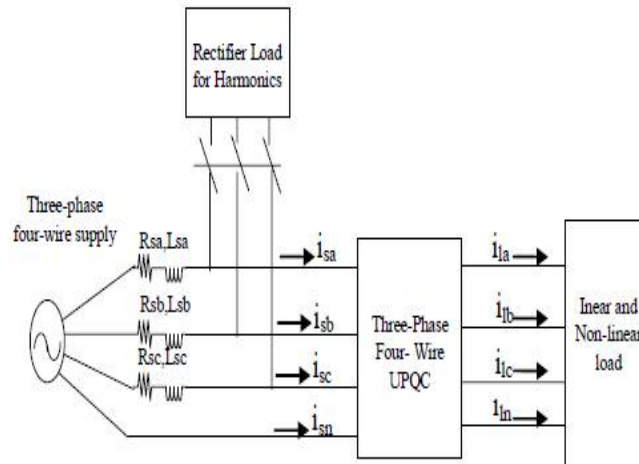 Rectifier Load
for Harmonics
Three-phase
four-wire supply
Rsa,Lsa
isa
ila
Rsb,Lsb
isb
ilb
Rsc,Lsc
isc
ilc
isn
iln
Three-Phase
Four- Wire
UPQC
Inear and
Non-linear
load